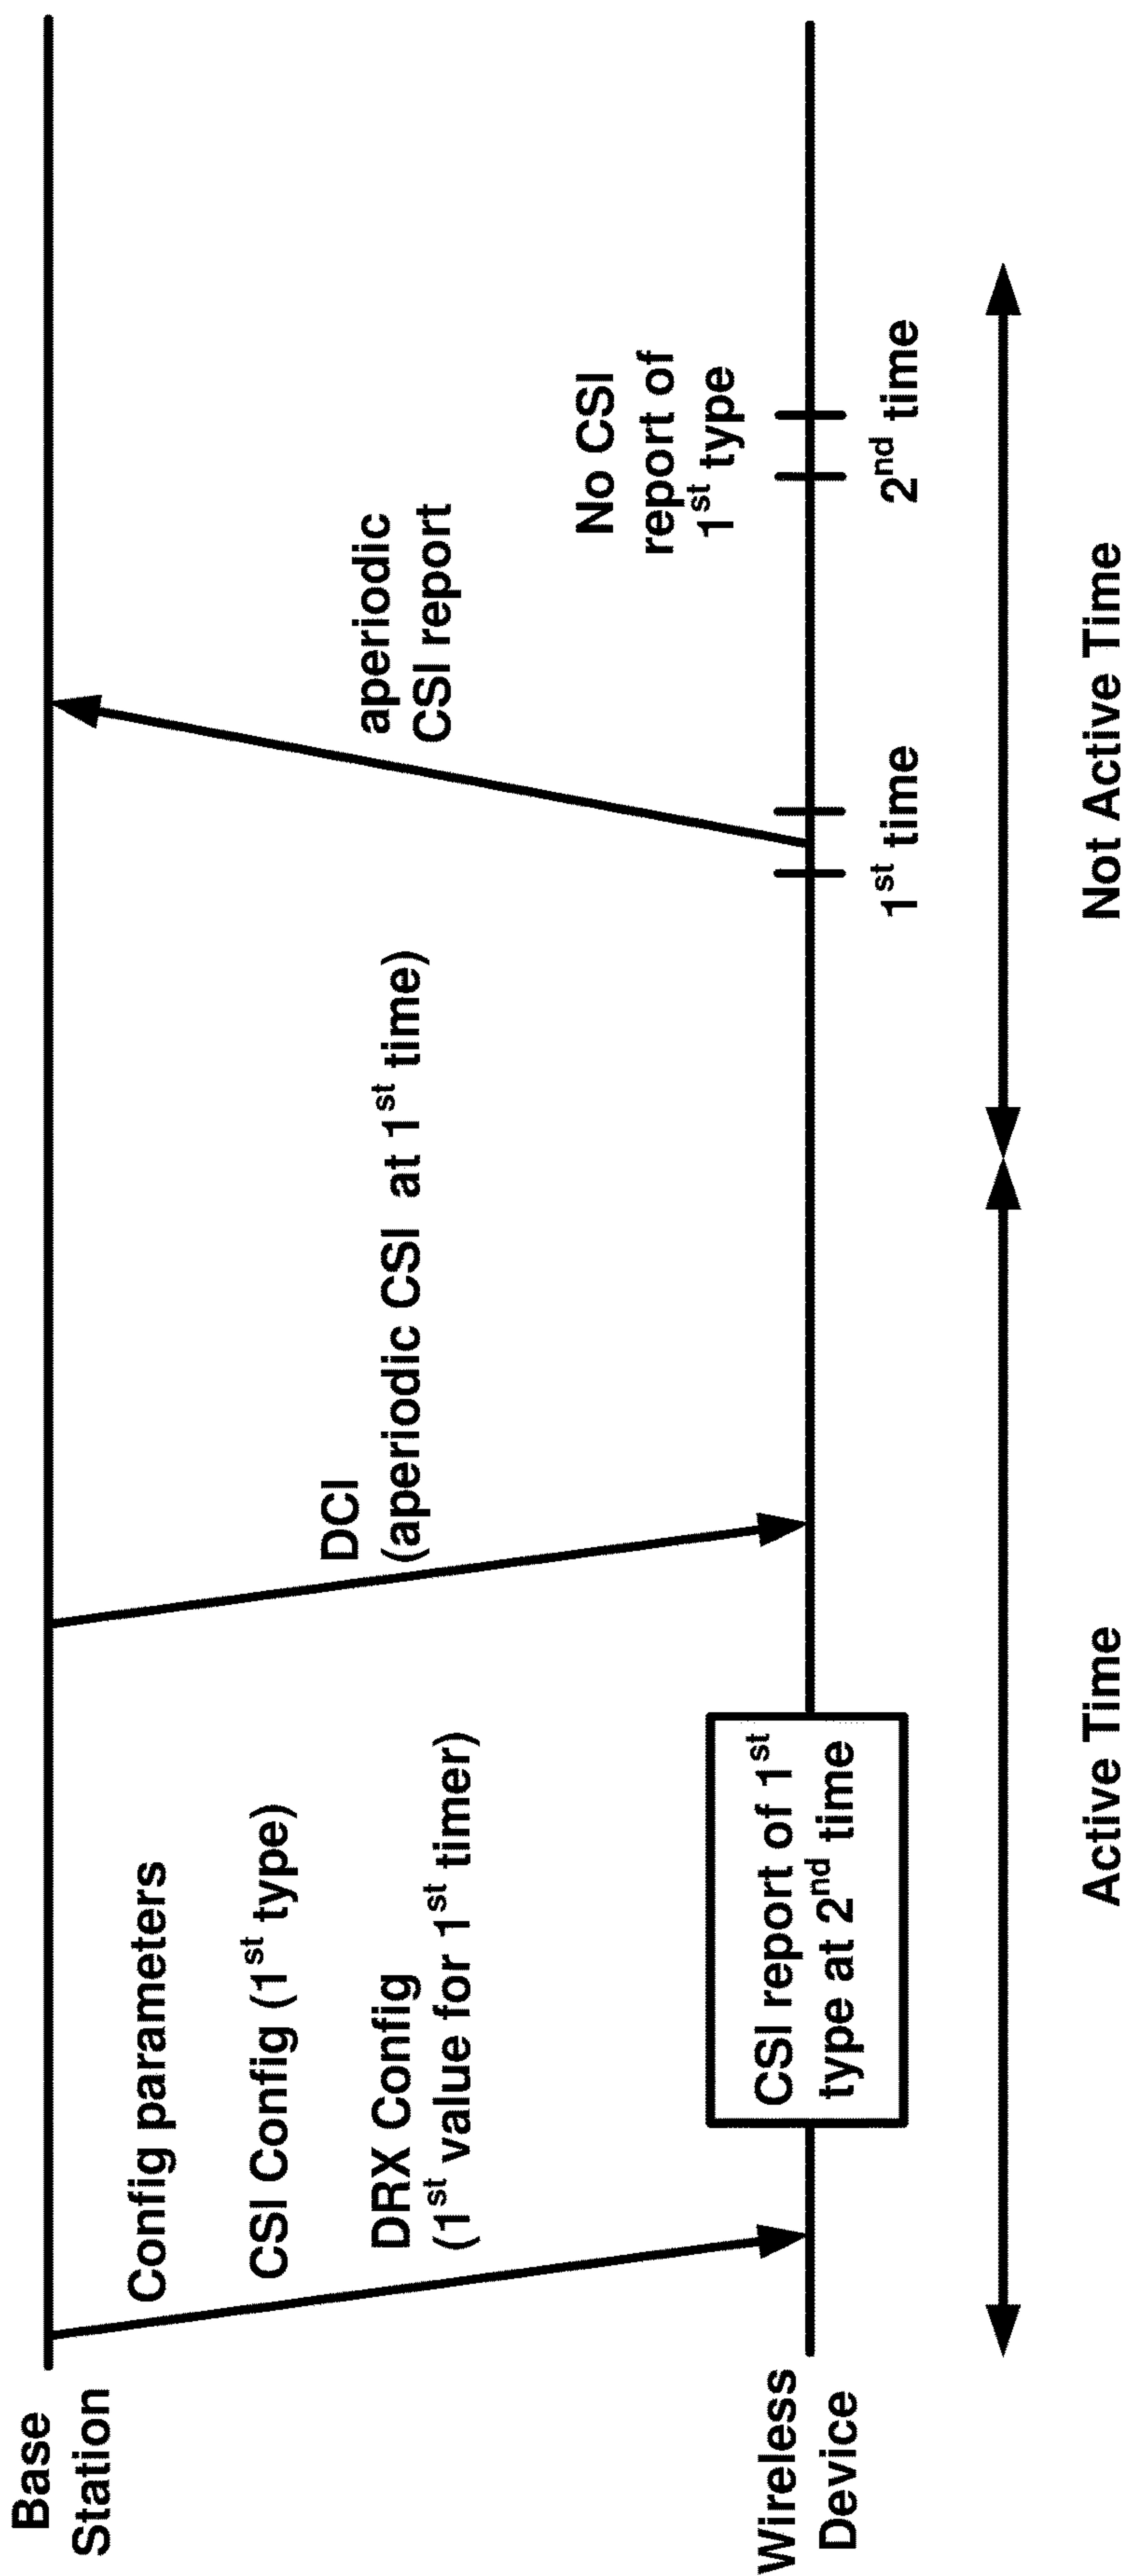 Base
Station
Config parameters
CSI Config (1st type)
DRX Config
(1st value for 1st timer)
DCI
(aperiodic CSI at 1st time)
aperiodic
CSI report
No CSI
report of
1st type
Wireless
Device
CSI report of 1st
type at 2nd time
1st time
2nd time
Active Time
Not Active Time